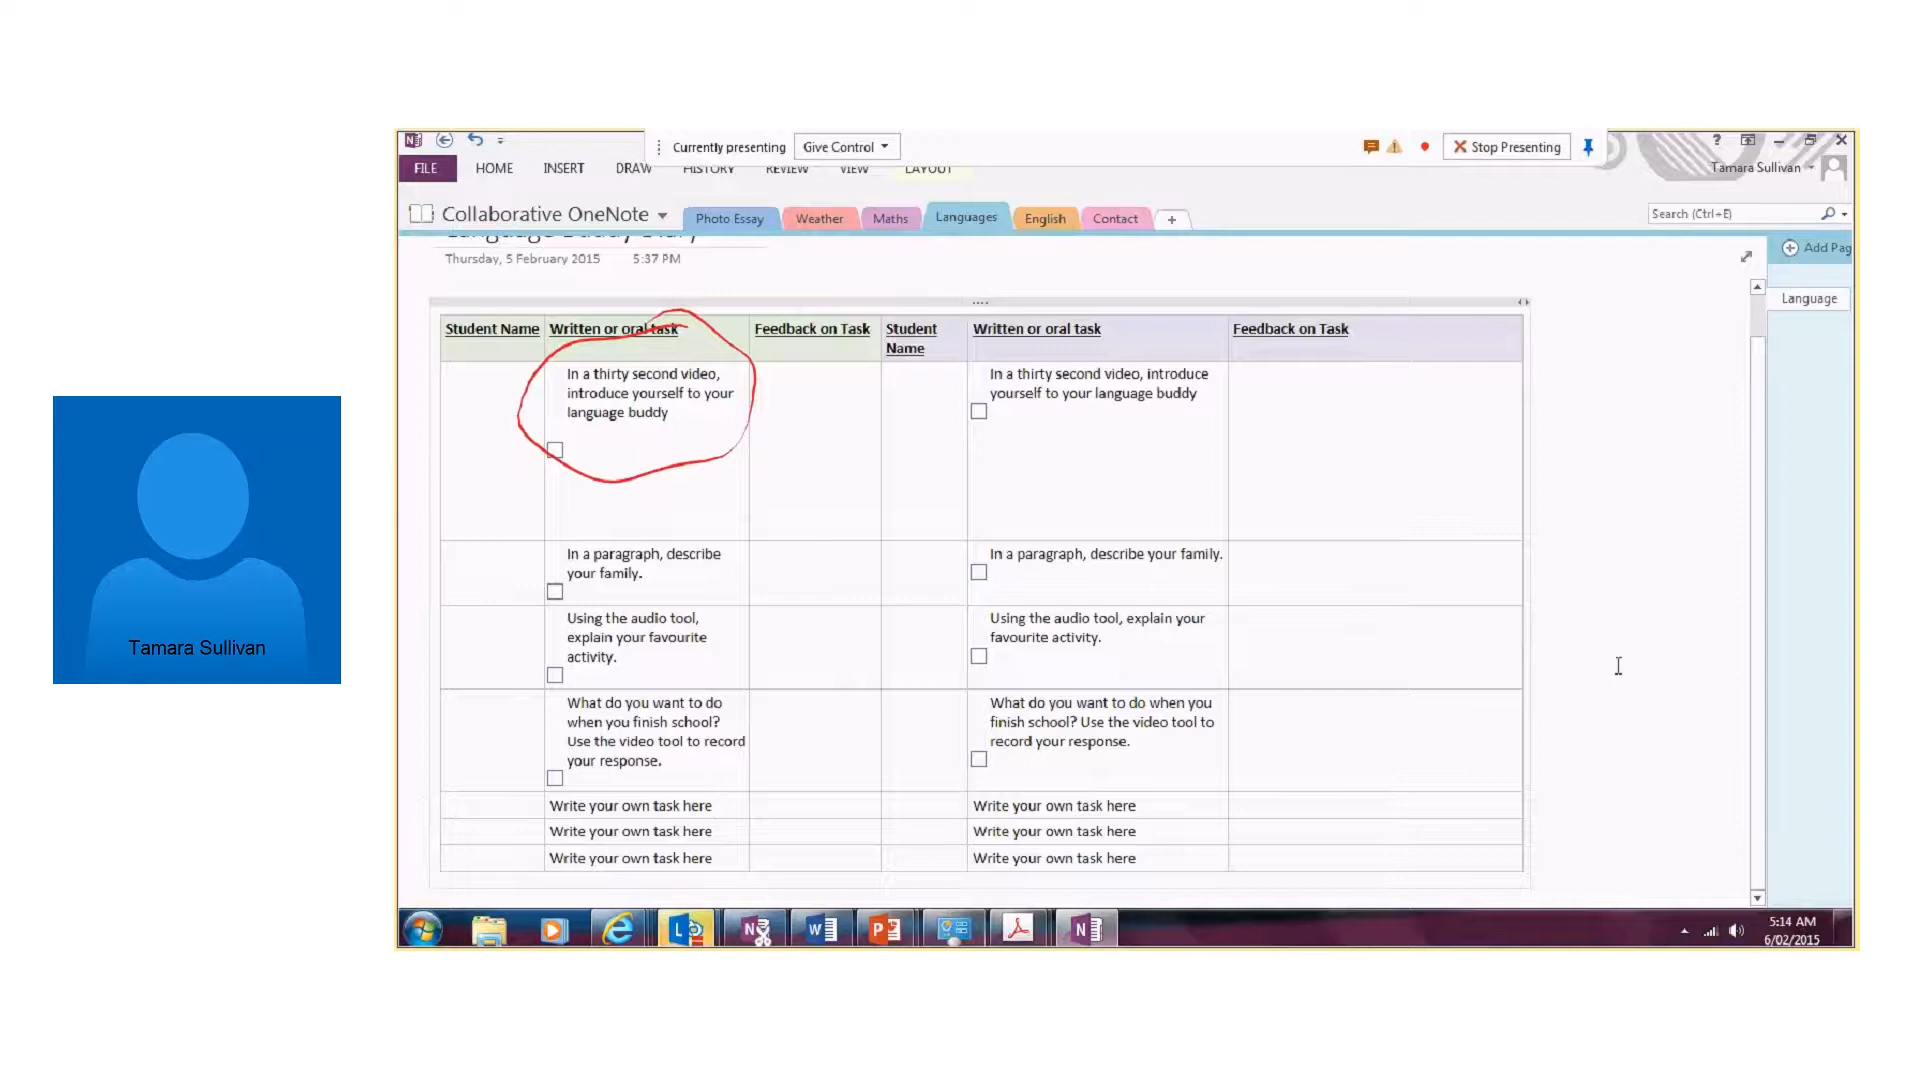 Currently presenting
Give Control
Stop Presenting
?
FILE
HOME
INSERT
DRAW
HISTORY
REVIEW
VIEW
LAYOUT
Tamara Sullivan
Collaborative OneNote
Photo Essay
Weather
Maths
Languages
English
Contact
+
Search (Ctrl+E)
Language Buddy Diary
Thursday, 5 February 2015 5:37 PM
Add Pag
Language
Student Name
Written or oral task
Feedback on Task
Student
Name
Written or oral task
Feedback on Task
In a thirty second video,
introduce yourself to your
language buddy
In a thirty second video, introduce
yourself to your language buddy
In a paragraph, describe
your family.
In a paragraph, describe your family.
Using the audio tool,
explain your favourite
activity.
Using the audio tool, explain your
favourite activity.
What do you want to do
when you finish school?
Use the video tool to record
your response.
What do you want to do when you
finish school? Use the video tool to
record your response.
Write your own task here
Write your own task here
Write your own task here
Write your own task here
Write your own task here
Write your own task here
Tamara Sullivan
5:14 AM
6/02/2015